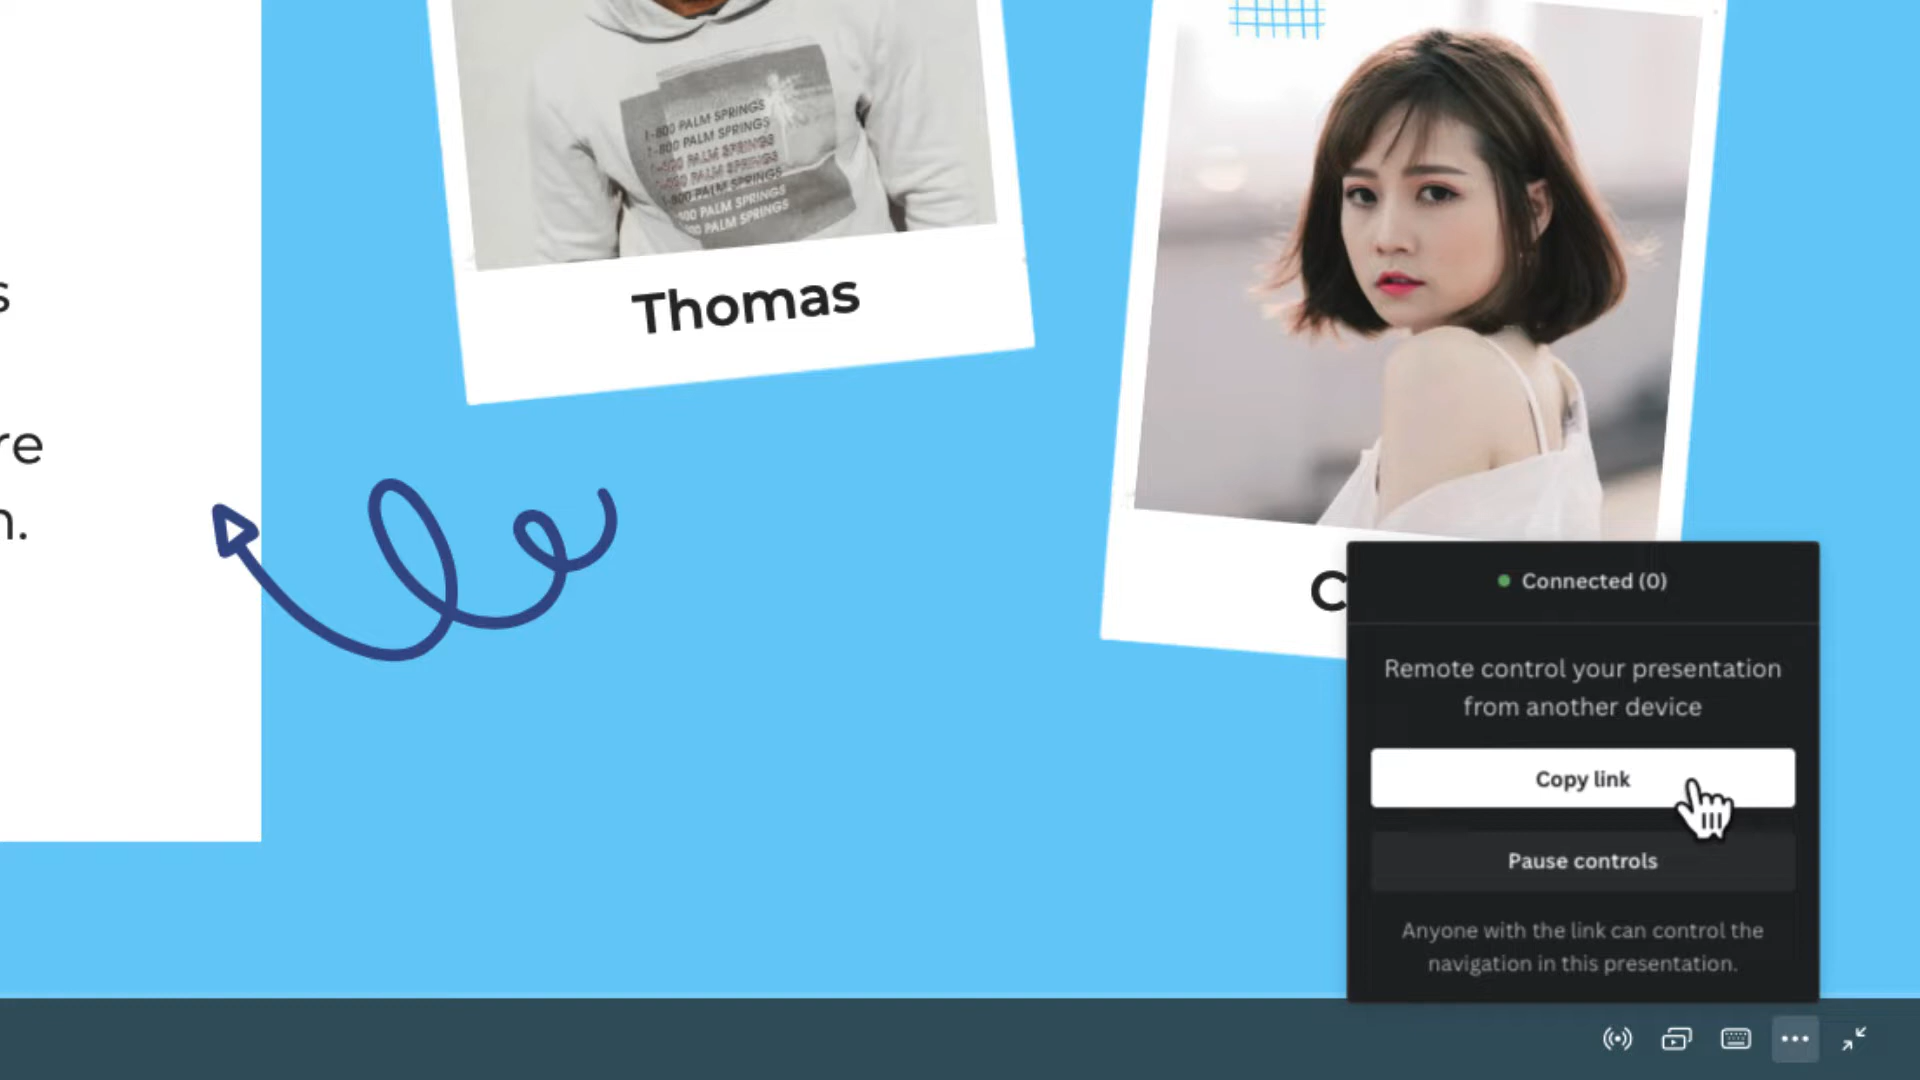 1-800 PALM SPRINGS
1-800 PALM SPRINGS
1-800 PALM SPRINGS
1-800 PALM SPRINGS
1-800 PALM SPRINGS
800 PALM SPRINGS
800 PALM SPRINGS
Thomas
s
re
n.
C
Connected (0)
Remote control your presentation
from another device
Copy link
Pause controls
Anyone with the link can control the
navigation in this presentation.